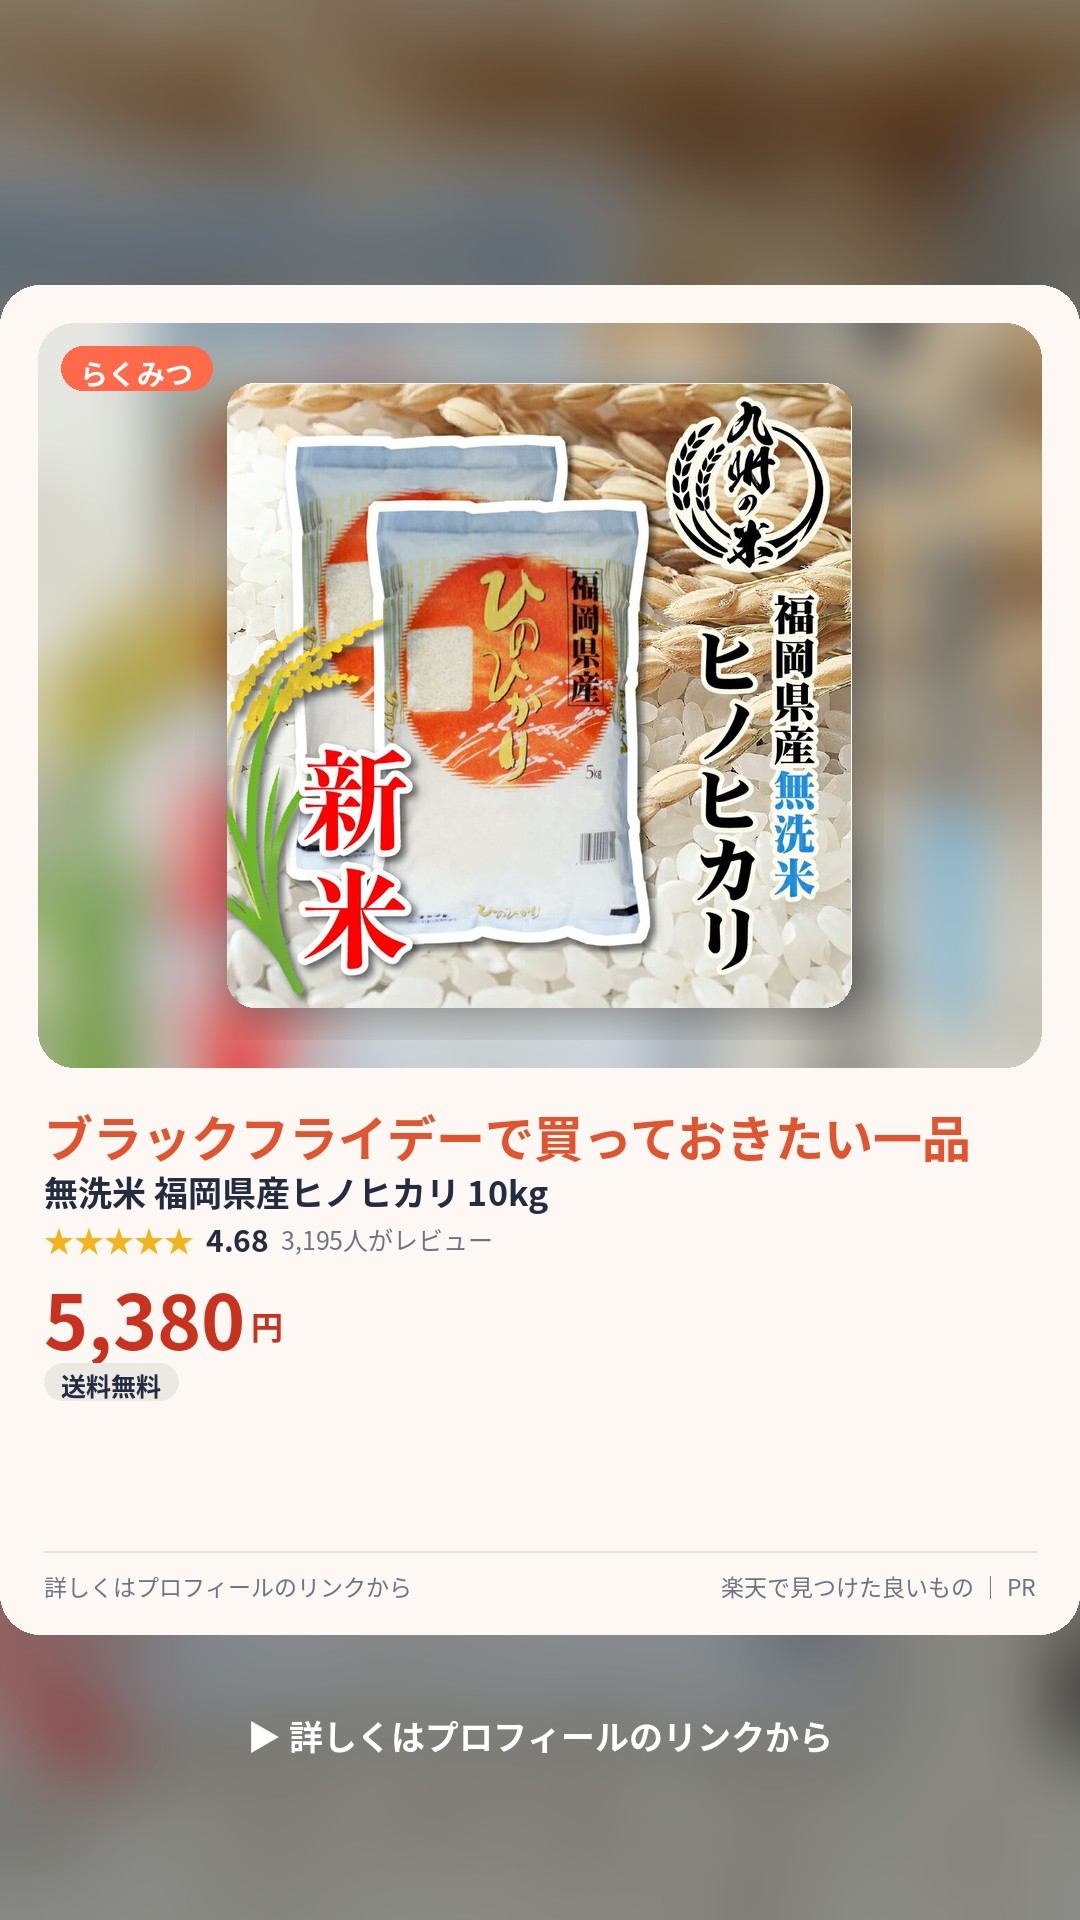 らくみつ
九州の米
福岡県産無洗米
ヒノヒカリ
福岡県産
ひのひかり
5kg
ひのひかり
新米
ブラックフライデーで買っておきたい一品
無洗米 福岡県産ヒノヒカリ 10kg
★★★★★ 4.68 3,195人がレビュー
5,380円
送料無料
詳しくはプロフィールのリンクから
楽天で見つけた良いもの ｜ PR
▶ 詳しくはプロフィールのリンクから